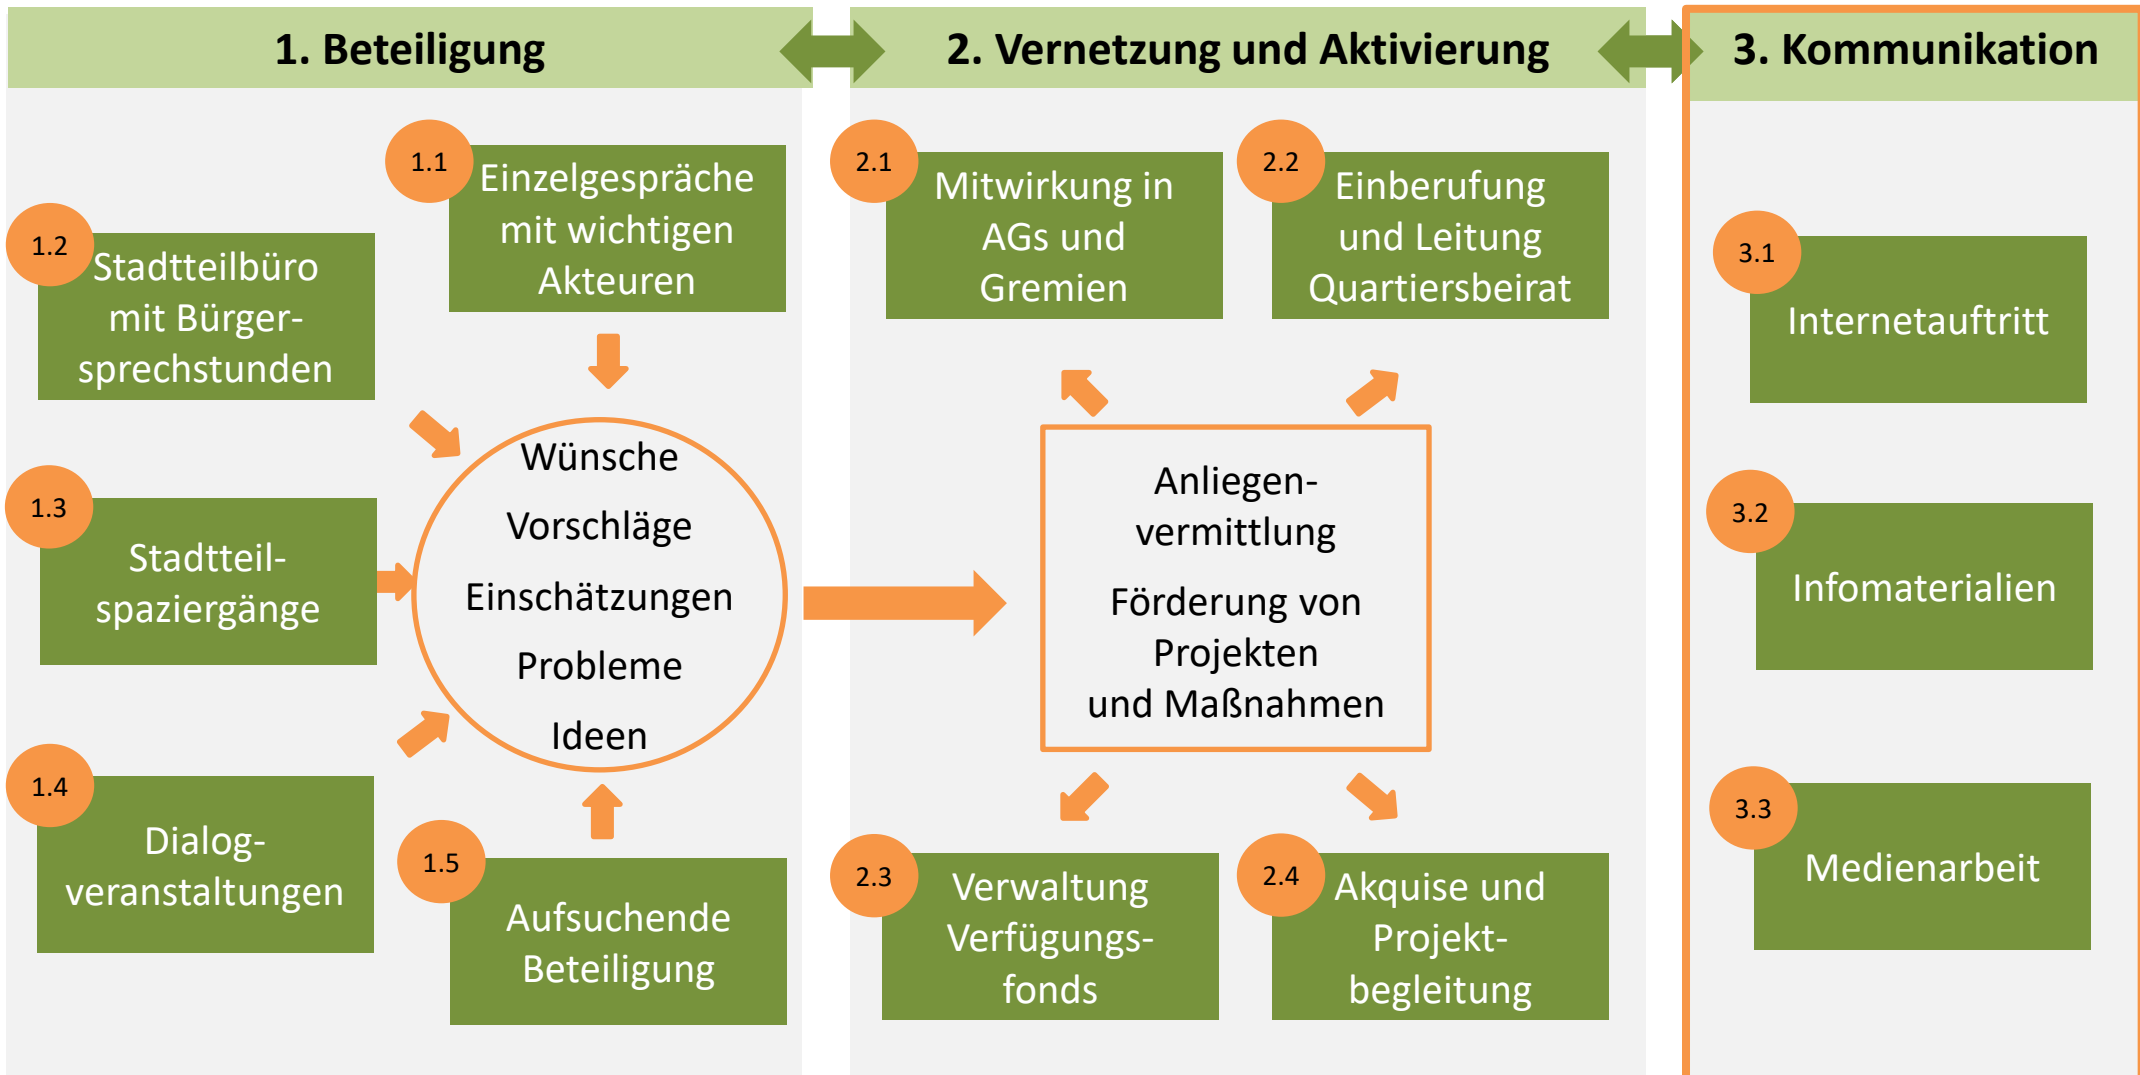 1. Beteiligung
2. Vernetzung und Aktivierung
3. Kommunikation
1.1
Einzelgespräche
mit wichtigen
Akteuren
1.2
Stadtteilbüro
mit Bürger-
sprechstunden
1.3
Stadtteil-
spaziergänge
1.4
Dialog-
veranstaltungen
1.5
Aufsuchende
Beteiligung
Wünsche
Vorschläge
Einschätzungen
Probleme
Ideen
2.1
Mitwirkung in
AGs und
Gremien
2.2
Einberufung
und Leitung
Quartiersbeirat
Anliegen-
vermittlung
Förderung von
Projekten
und Maßnahmen
2.3
Verwaltung
Verfügungs-
fonds
2.4
Akquise und
Projekt-
begleitung
3.1
Internetauftritt
3.2
Infomaterialien
3.3
Medienarbeit